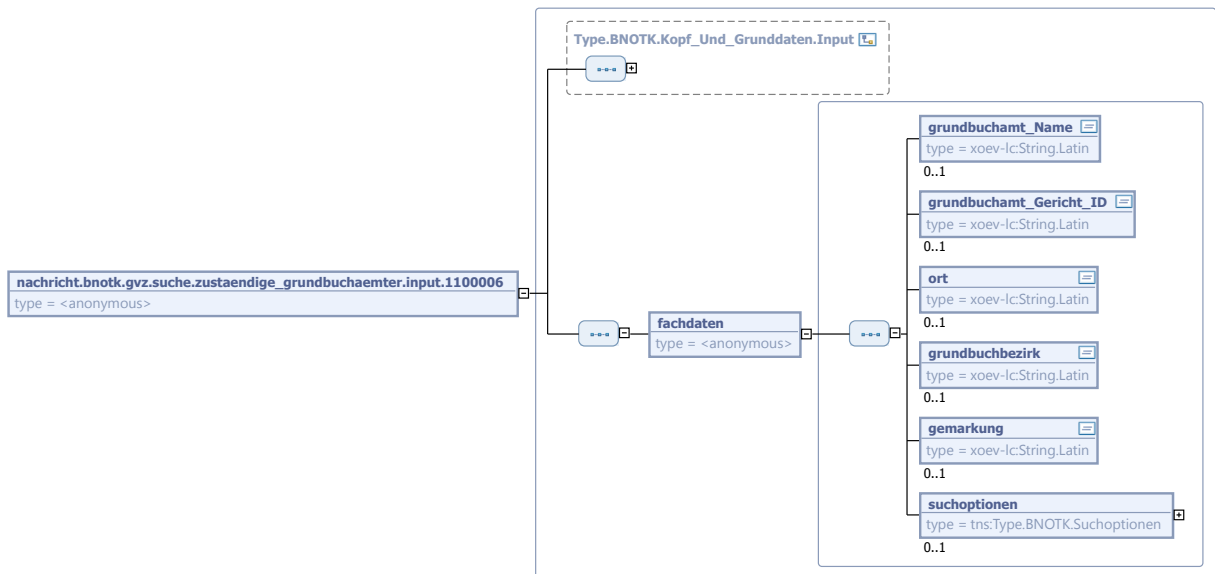 Type.BNOTK.Kopf_Und_Grunddaten.Input
grundbuchamt_Name
type = xoev-lc:String.Latin
0..1
grundbuchamt_Gericht_ID
type = xoev-lc:String.Latin
0..1
nachricht.bnotk.gvz.suche.zustaendige_grundbuchaemter.input.1100006
type = <anonymous>
ort
type = xoev-lc:String.Latin
0..1
fachdaten
type = <anonymous>
grundbuchbezirk
type = xoev-lc:String.Latin
0..1
gemarkung
type = xoev-lc:String.Latin
0..1
suchoptionen
type = tns:Type.BNOTK.Suchoptionen
0..1